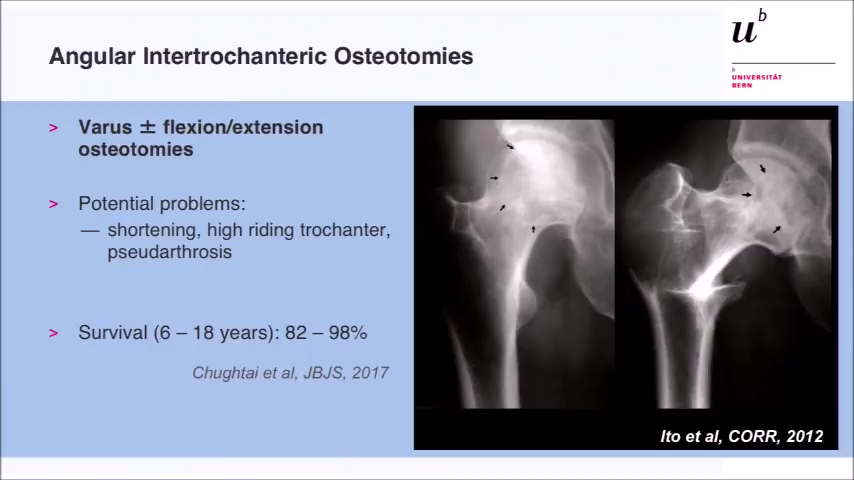 Angular Intertrochanteric Osteotomies
u b
b
UNIVERSITÄT
BERN
> Varus ± flexion/extension
osteotomies
> Potential problems:
— shortening, high riding trochanter,
pseudarthrosis
> Survival (6 – 18 years): 82 – 98%
Chughtai et al, JBJS, 2017
Ito et al, CORR, 2012